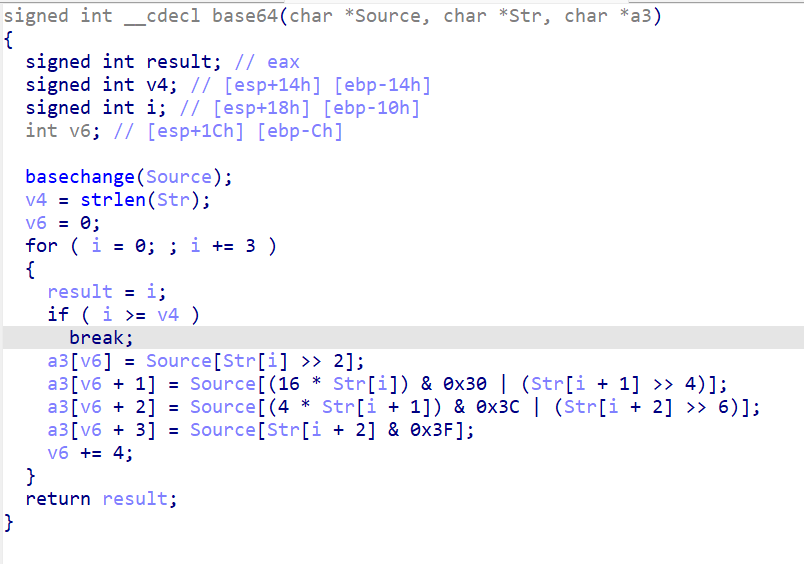 signed int __cdecl base64(char *Source, char *Str, char *a3)
{
  signed int result; // eax
  signed int v4; // [esp+14h] [ebp-14h]
  signed int i; // [esp+18h] [ebp-10h]
  int v6; // [esp+1Ch] [ebp-Ch]

  basechange(Source);
  v4 = strlen(Str);
  v6 = 0;
  for ( i = 0; ; i += 3 )
  {
    result = i;
    if ( i >= v4 )
      break;
    a3[v6] = Source[Str[i] >> 2];
    a3[v6 + 1] = Source[(16 * Str[i]) & 0x30 | (Str[i + 1] >> 4)];
    a3[v6 + 2] = Source[(4 * Str[i + 1]) & 0x3C | (Str[i + 2] >> 6)];
    a3[v6 + 3] = Source[Str[i + 2] & 0x3F];
    v6 += 4;
  }
  return result;
}